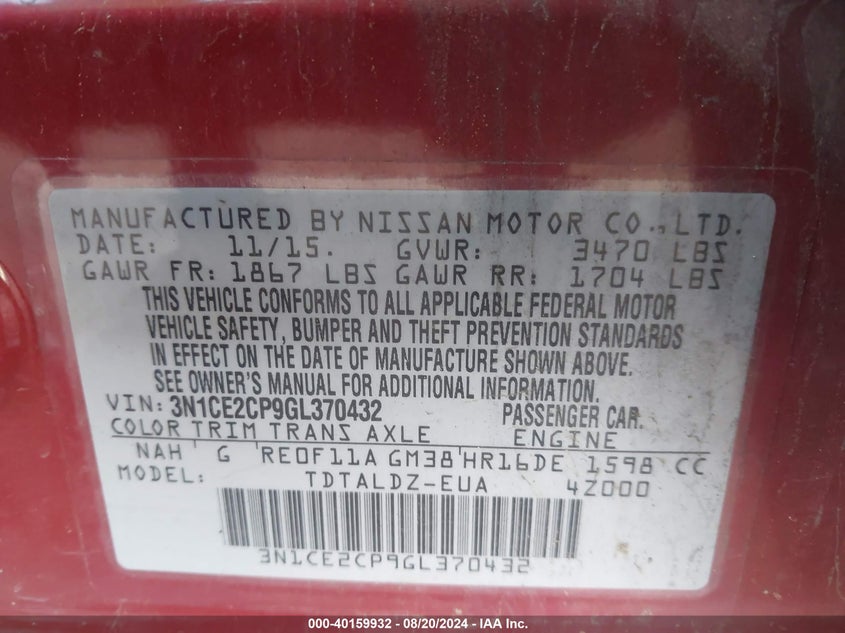 MANUFACTURED BY NISSAN MOTOR CO., LTD.
DATE: 11/15. GVWR: 3470 LBS
GAWR FR: 1867 LBS GAWR RR: 1704 LBS
THIS VEHICLE CONFORMS TO ALL APPLICABLE FEDERAL MOTOR
VEHICLE SAFETY, BUMPER AND THEFT PREVENTION STANDARDS
IN EFFECT ON THE DATE OF MANUFACTURE SHOWN ABOVE.
SEE OWNER'S MANUAL FOR ADDITIONAL INFORMATION.
VIN: 3N1CE2CP9GL370432 PASSENGER CAR.
COLOR TRIM TRANS AXLE ENGINE
NAH G RE0F11A GM38 HR16DE 1598 CC
MODEL: TDTALDZ-EUA 4Z000
3N1CE2CP9GL370432
000-40159932 - 08/20/2024 - IAA Inc.